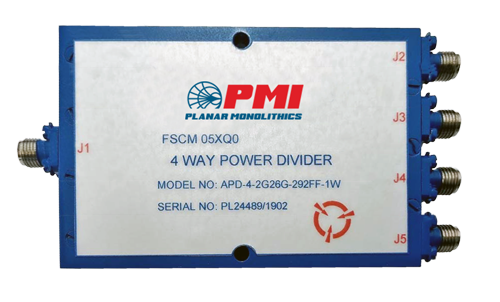 PMI
PLANAR MONOLITHICS
FSCM 05XQ0
4 WAY POWER DIVIDER
MODEL NO: APD-4-2G26G-292FF-1W
SERIAL NO: PL24489/1902
J1
J2
J3
J4
J5